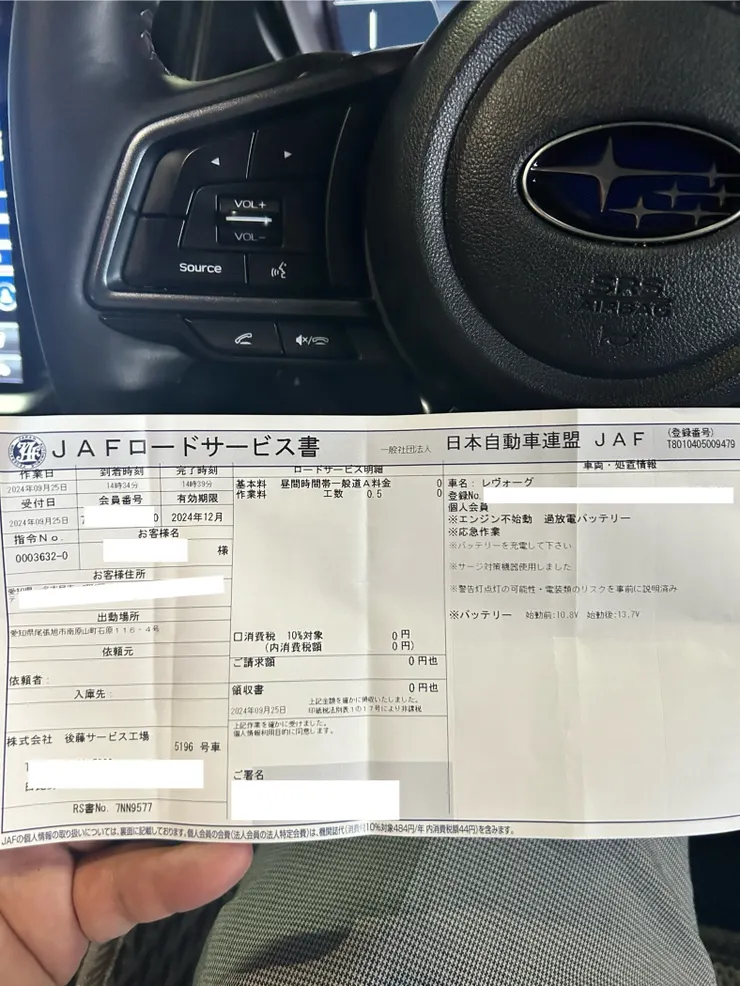 VOL+
VOL-
Source
SRS
AIRBAG
JAFロードサービス書
一般社団法人 日本自動車連盟 JAF
(登録番号)
T8010405009479
作業日 到着時刻 完了時刻
2024年09月25日 14時34分 14時39分
受付日 会員番号 有効期限
2024年09月25日 7 0 2024年12月
指令No. お客様名
0003632-0 様
お客様住所
〒
出動場所
愛知県尾張旭市南原山町石原116-4号
依頼元
依頼者:
入庫先:
株式会社 後藤サービス工場
5196 号車
RS書No. 7NN9577
ロードサービス明細
基本料 昼間時間帯一般道A料金 0
作業料 工数 0.5 0
口消費税 10%対象 0 円
(内消費税額 0 円)
ご請求額 0 円也
領収書 0 円也
2024年09月25日 上記金額を確かに領収いたしました。
印紙税法別表1の17号により非課税
上記作業を確かに受けました。
個人情報利用目的に同意します。
ご署名
車両・処置情報
車名: レヴォーグ
登録No.
個人会員
※エンジン不始動 過放電バッテリー
※応急作業
※バッテリーを充電して下さい
※サージ対策機器使用しました
※警告灯点灯の可能性・電装類のリスクを事前に説明済み
※バッテリー 始動前:10.8V 始動後:13.7V
JAFの個人情報の取り扱いについては、裏面に記載しております。個人会員の会費(法人会員の法人特定会費)は、機関誌代(消費税10%対象484円/年 内消費税額44円)を含みます。